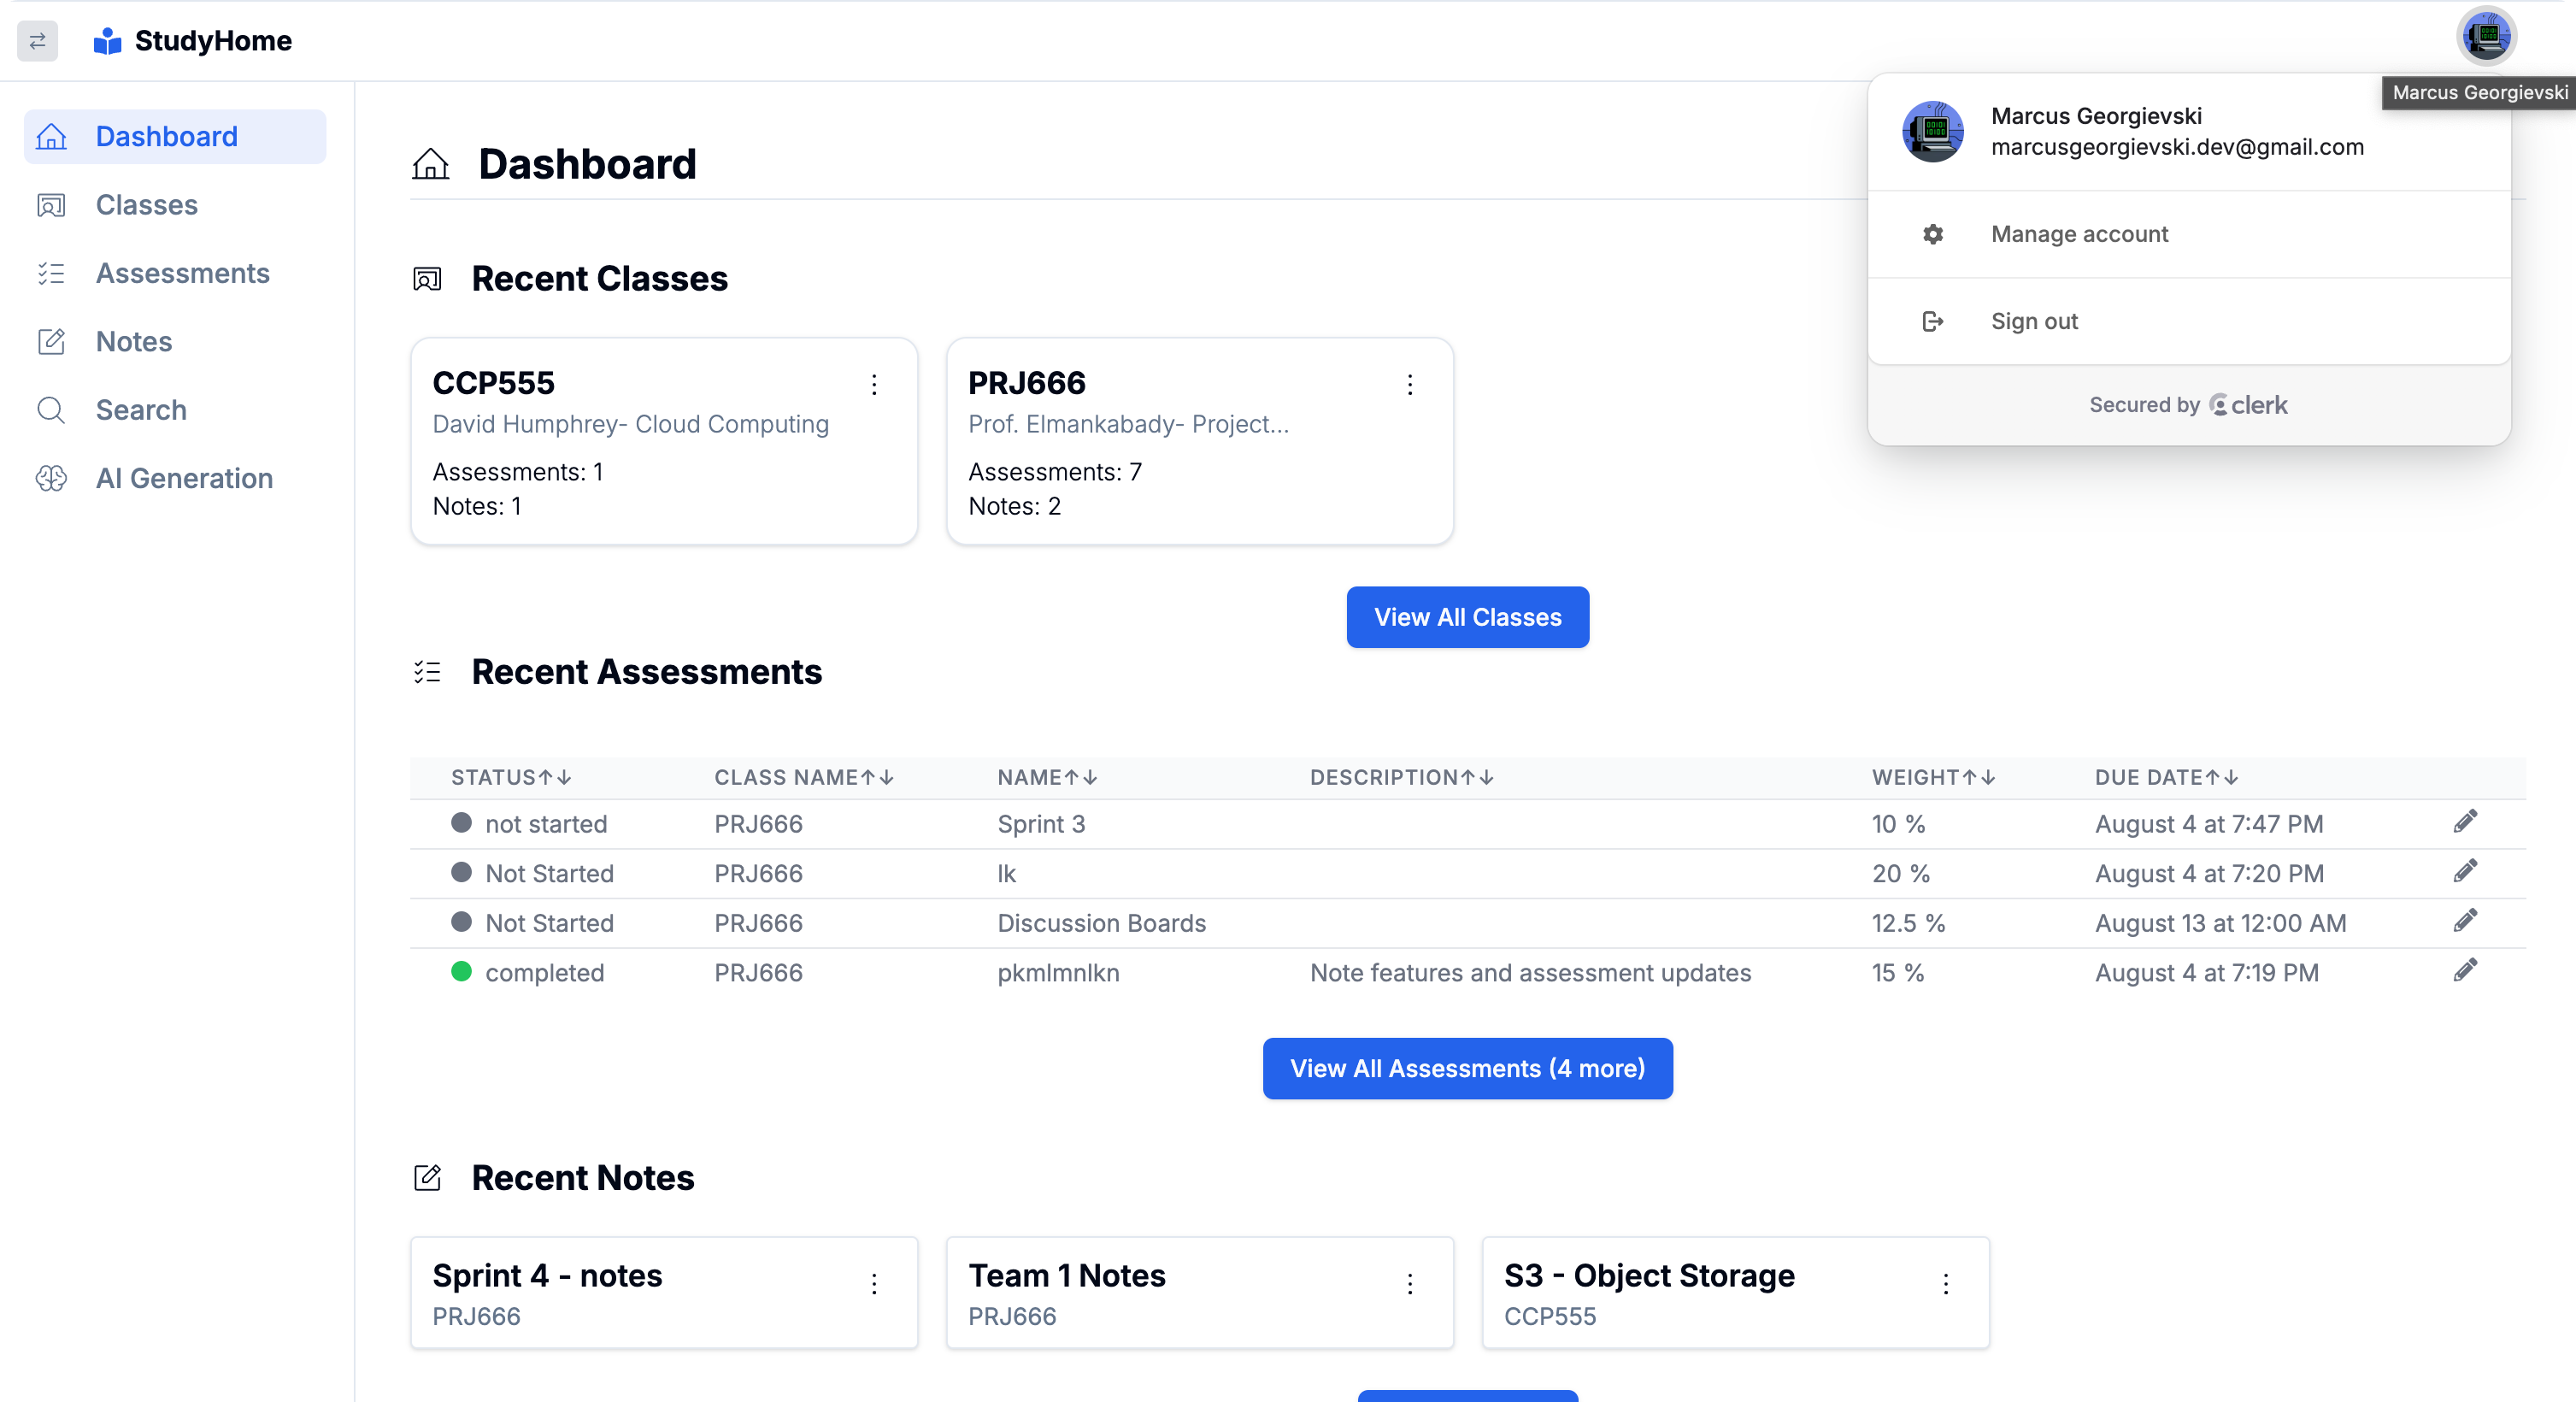 StudyHome
Marcus Georgievski
Marcus Georgievski
marcusgeorgievski.dev@gmail.com
Manage account
Sign out
Secured by clerk
Dashboard
Classes
Assessments
Notes
Search
AI Generation
Dashboard
Recent Classes
CCP555
David Humphrey- Cloud Computing
Assessments: 1
Notes: 1
PRJ666
Prof. Elmankabady- Project...
Assessments: 7
Notes: 2
View All Classes
Recent Assessments
STATUS↑↓ CLASS NAME↑↓ NAME↑↓ DESCRIPTION↑↓ WEIGHT↑↓ DUE DATE↑↓
not started PRJ666 Sprint 3 10 % August 4 at 7:47 PM
Not Started PRJ666 lk 20 % August 4 at 7:20 PM
Not Started PRJ666 Discussion Boards 12.5 % August 13 at 12:00 AM
completed PRJ666 pkmlmnlkn Note features and assessment updates 15 % August 4 at 7:19 PM
View All Assessments (4 more)
Recent Notes
Sprint 4 - notes
PRJ666
Team 1 Notes
PRJ666
S3 - Object Storage
CCP555